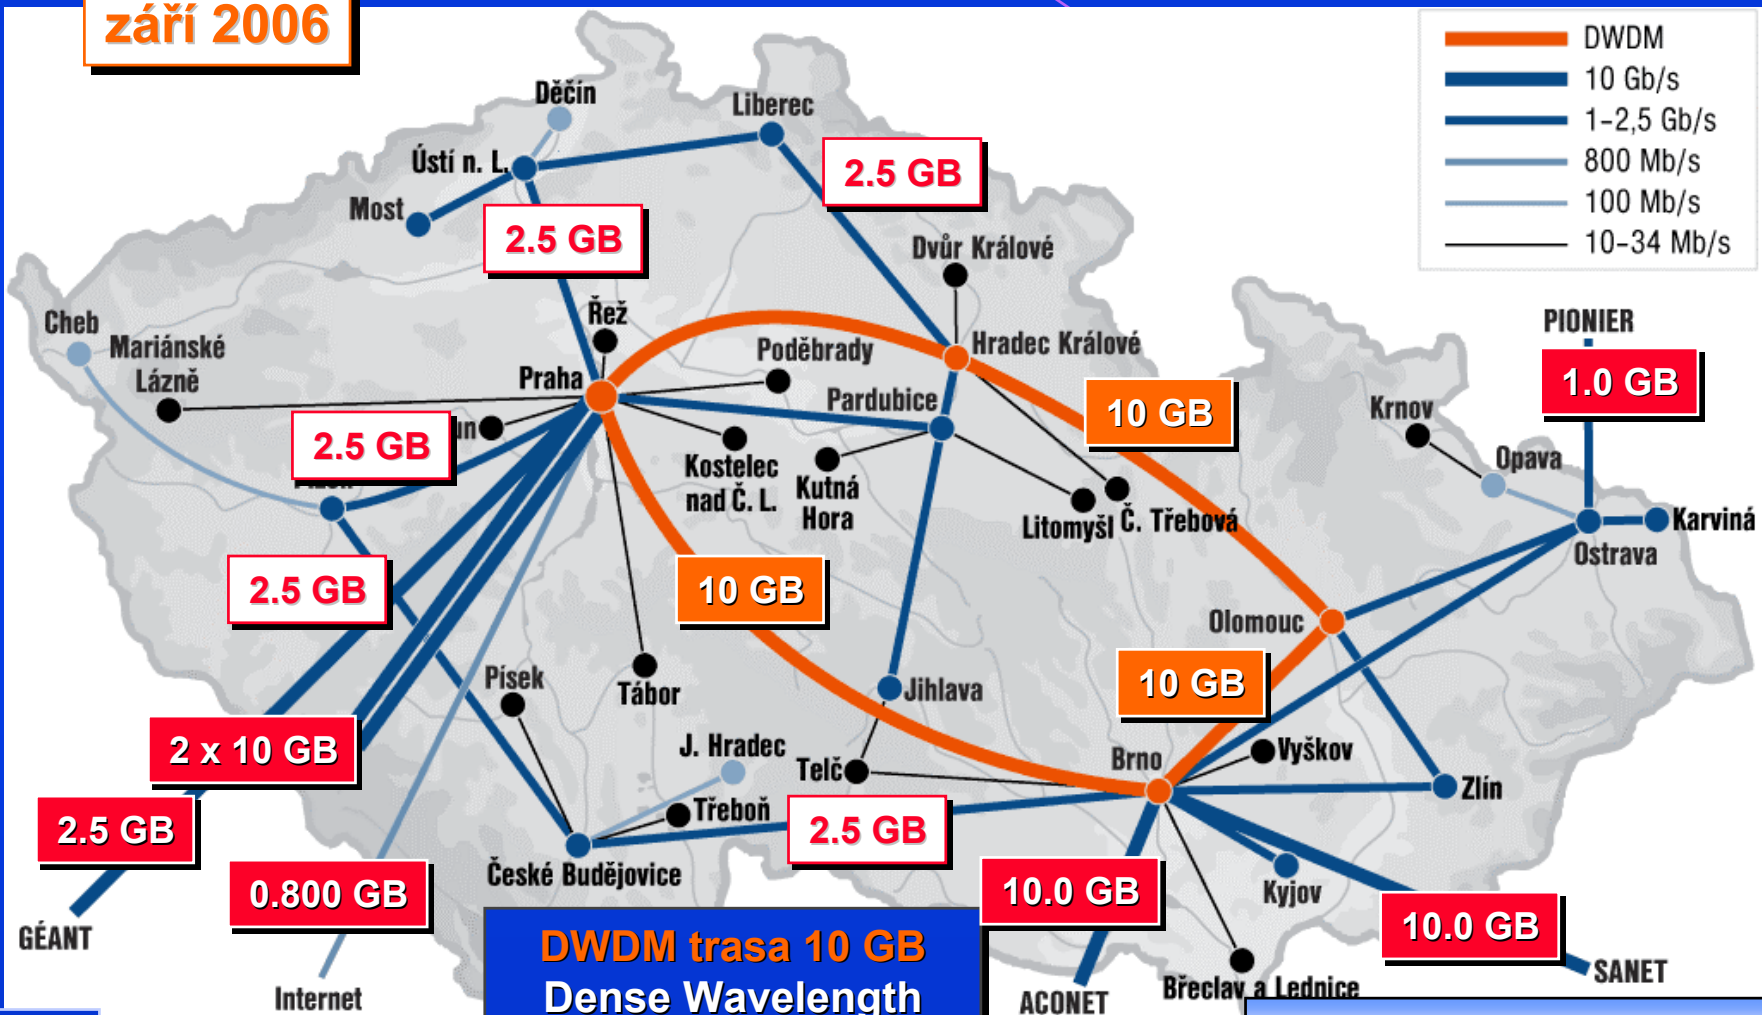 září 2006
DWDM
10 Gb/s
1–2,5 Gb/s
800 Mb/s
100 Mb/s
10–34 Mb/s
Děčín
Liberec
Ústí n. L.
2.5 GB
Most
2.5 GB
Dvůr Králové
Řež
Cheb
Mariánské
Lázně
PIONIER
Hradec Králové
Poděbrady
Praha
1.0 GB
Pardubice
10 GB
Krnov
2.5 GB
un
Opava
Kostelec
nad Č. L.
Kutná
Hora
Litomyšl
Č. Třebová
Karviná
Ostrava
2.5 GB
10 GB
Olomouc
Písek
Tábor
Jihlava
10 GB
2 x 10 GB
J. Hradec
Telč
Brno
Vyškov
Zlín
Třeboň
2.5 GB
2.5 GB
České Budějovice
0.800 GB
10.0 GB
Kyjov
10.0 GB
GÉANT
DWDM trasa 10 GB
Dense Wavelength
SANET
Internet
ACONET
Břeclav a Lednice